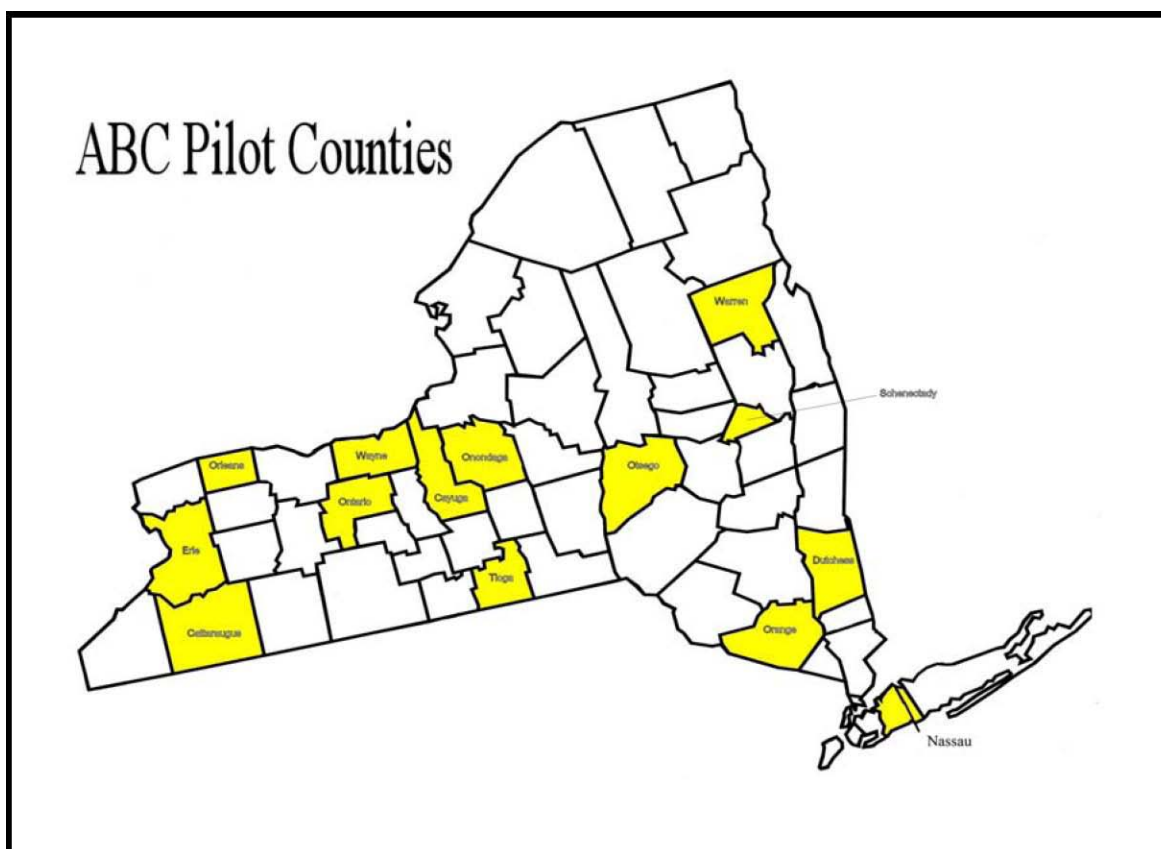 ABC Pilot Counties
Warren
Schenectady
Orleans
Wayne
Onondaga
Otsego
Ontario
Cayuga
Erie
Tioga
Dutchess
Cattaraugus
Orange
Nassau